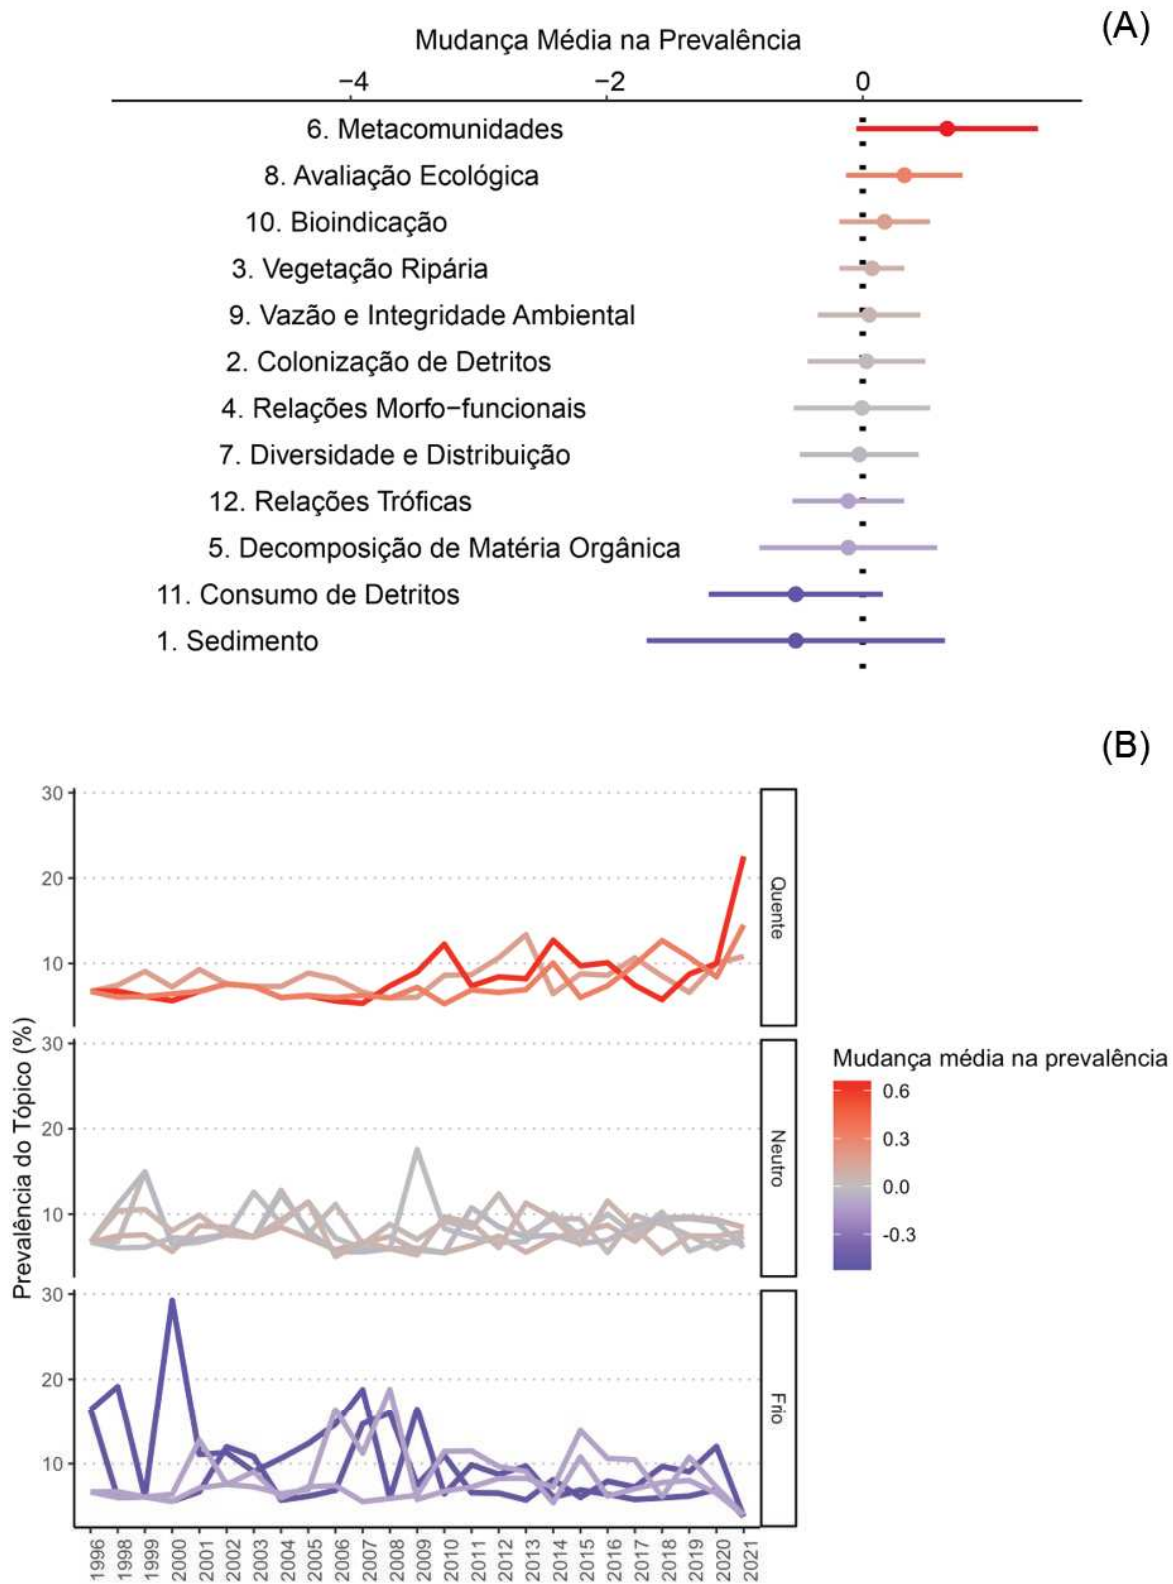 (A)
Mudança Média na Prevalência
−4 −2 0
6. Metacomunidades
8. Avaliação Ecológica
10. Bioindicação
3. Vegetação Ripária
9. Vazão e Integridade Ambiental
2. Colonização de Detritos
4. Relações Morfo−funcionais
7. Diversidade e Distribuição
12. Relações Tróficas
5. Decomposição de Matéria Orgânica
11. Consumo de Detritos
1. Sedimento
(B)
Prevalência do Tópico (%)
30
20
10
Quente
30
20
10
Neutro
30
20
10
Frio
1996 1998 1999 2000 2001 2002 2003 2004 2005 2006 2007 2008 2009 2010 2011 2012 2013 2014 2015 2016 2017 2018 2019 2020 2021
Mudança média na prevalência
0.6
0.3
0.0
-0.3